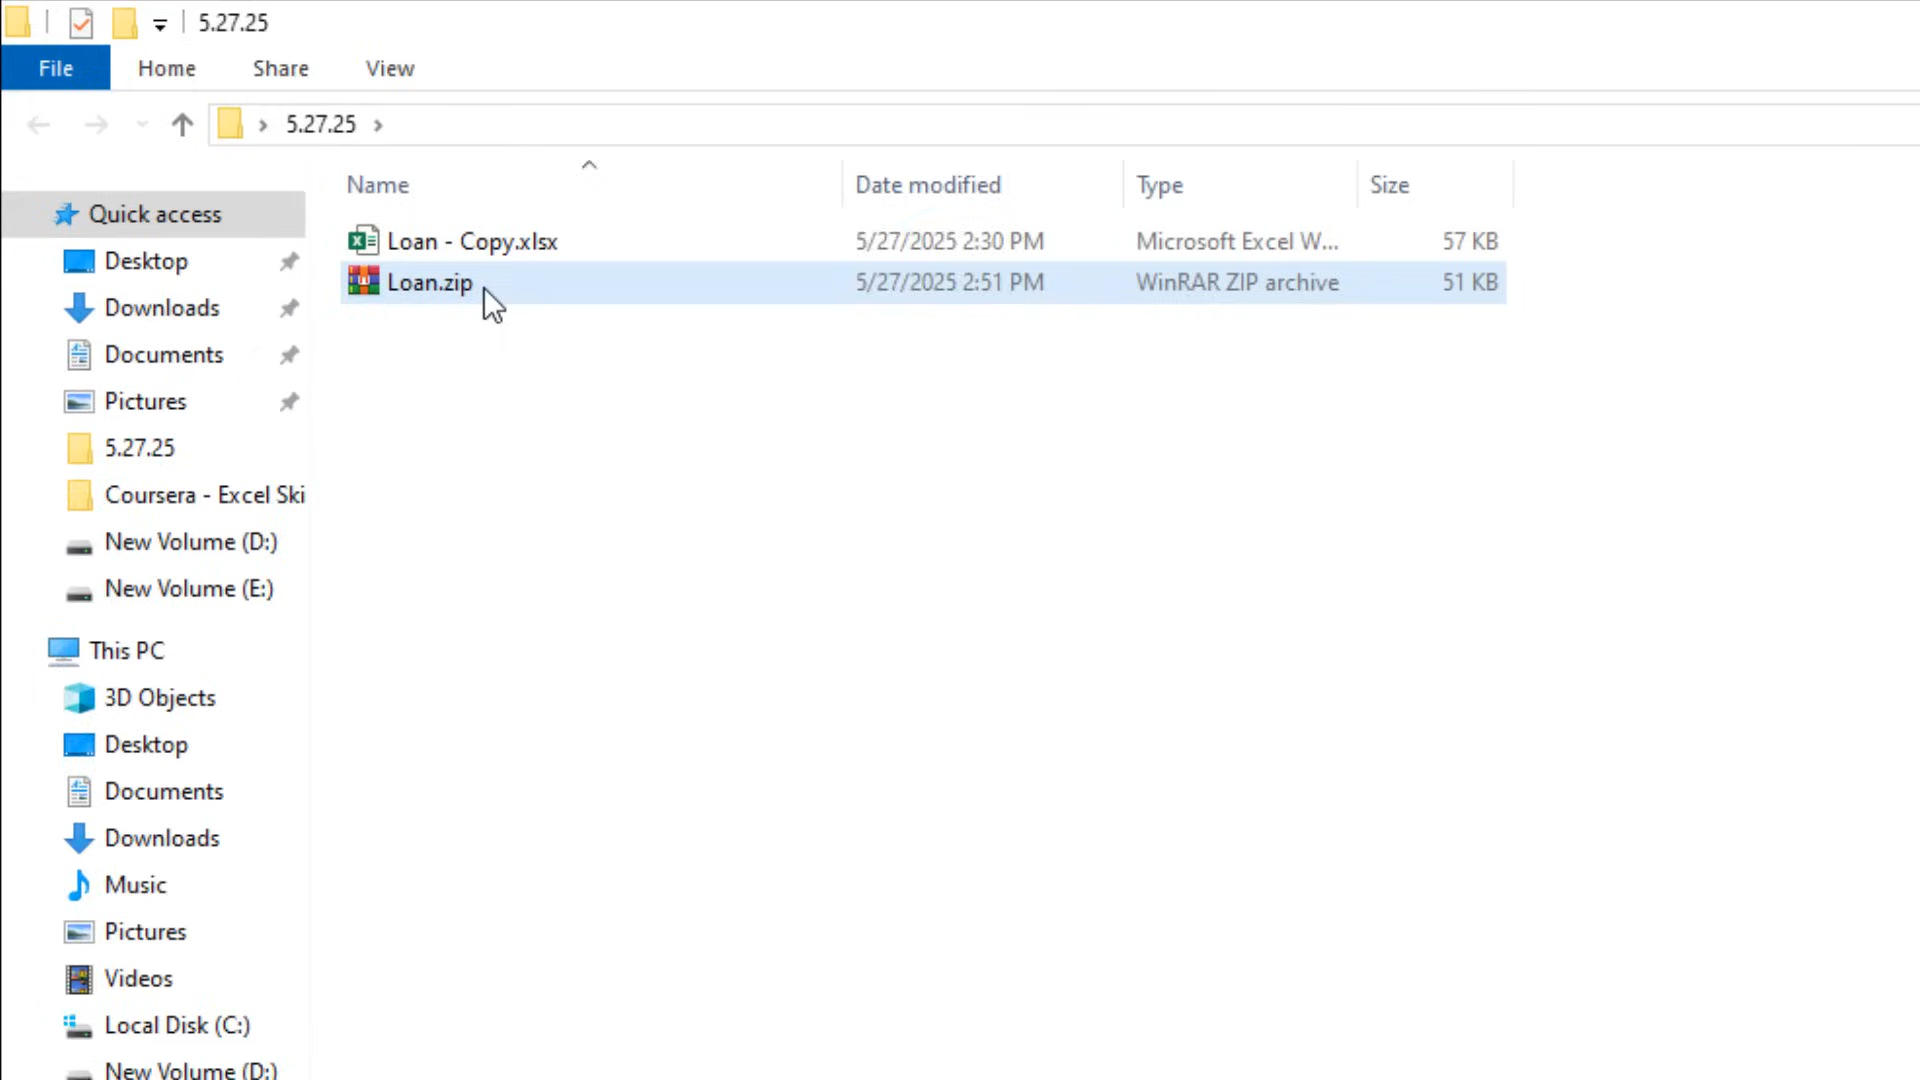 5.27.25
File Home Share View
5.27.25
Name Date modified Type Size
Quick access
Loan - Copy.xlsx 5/27/2025 2:30 PM Microsoft Excel W... 57 KB
Desktop
Loan.zip 5/27/2025 2:51 PM WinRAR ZIP archive 51 KB
Downloads
Documents
Pictures
5.27.25
Coursera - Excel Ski
New Volume (D:)
New Volume (E:)
This PC
3D Objects
Desktop
Documents
Downloads
Music
Pictures
Videos
Local Disk (C:)
New Volume (D:)